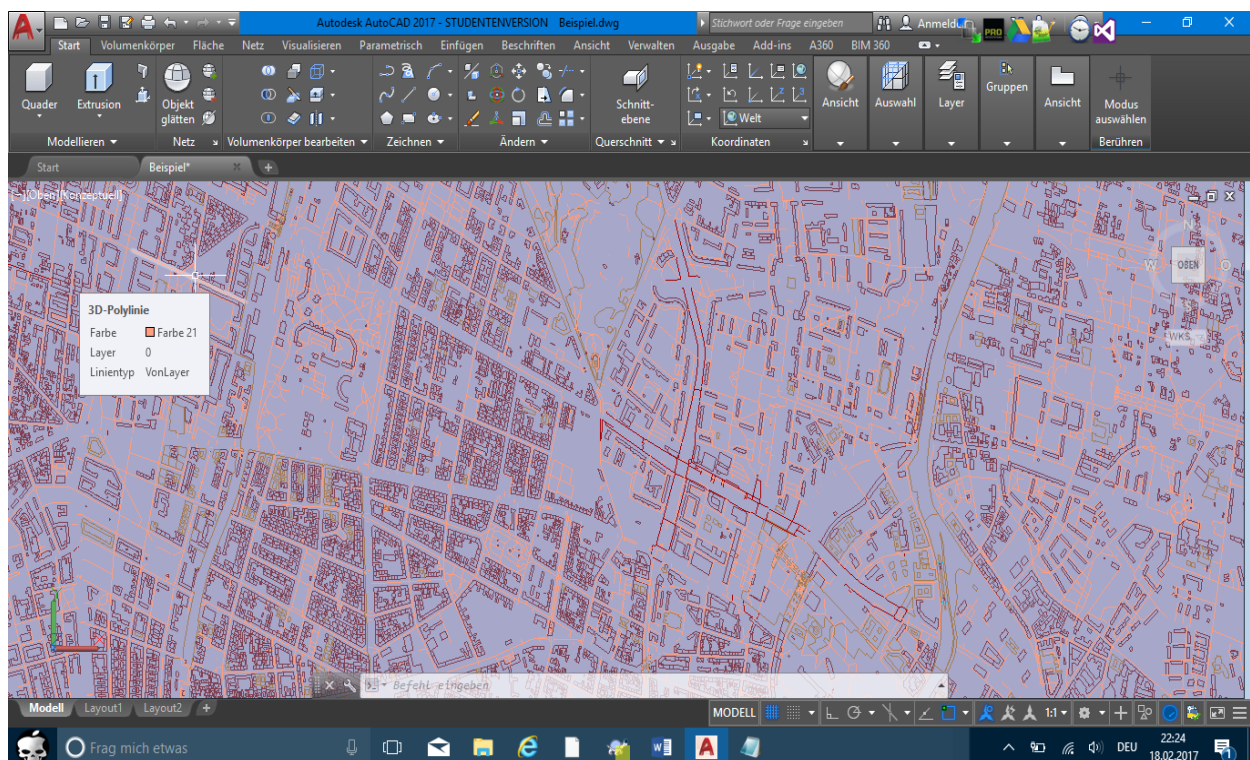 Autodesk AutoCAD 2017 - STUDENTENVERSION Beispiel.dwg
Stichwort oder Frage eingeben
PRO
Start Volumenkörper Fläche Netz Visualisieren Parametrisch Einfügen Beschriften Ansicht Verwalten Ausgabe Add-ins A360 BIM 360
Quader Extrusion Objekt glätten Schnitt-ebene Welt Ansicht Auswahl Layer Gruppen Ansicht Modus auswählen
Modellieren Netz Volumenkörper bearbeiten Zeichnen Ändern Querschnitt Koordinaten Berühren
Start Beispiel*
[−][Oben][Konzeptuell]
N
W OBEN O
S
WKS
3D-Polylinie
Farbe Farbe 21
Layer 0
Linientyp VonLayer
Befehl eingeben
Modell Layout1 Layout2 +
MODELL 1:1
Frag mich etwas
DEU
22:24
18.02.2017